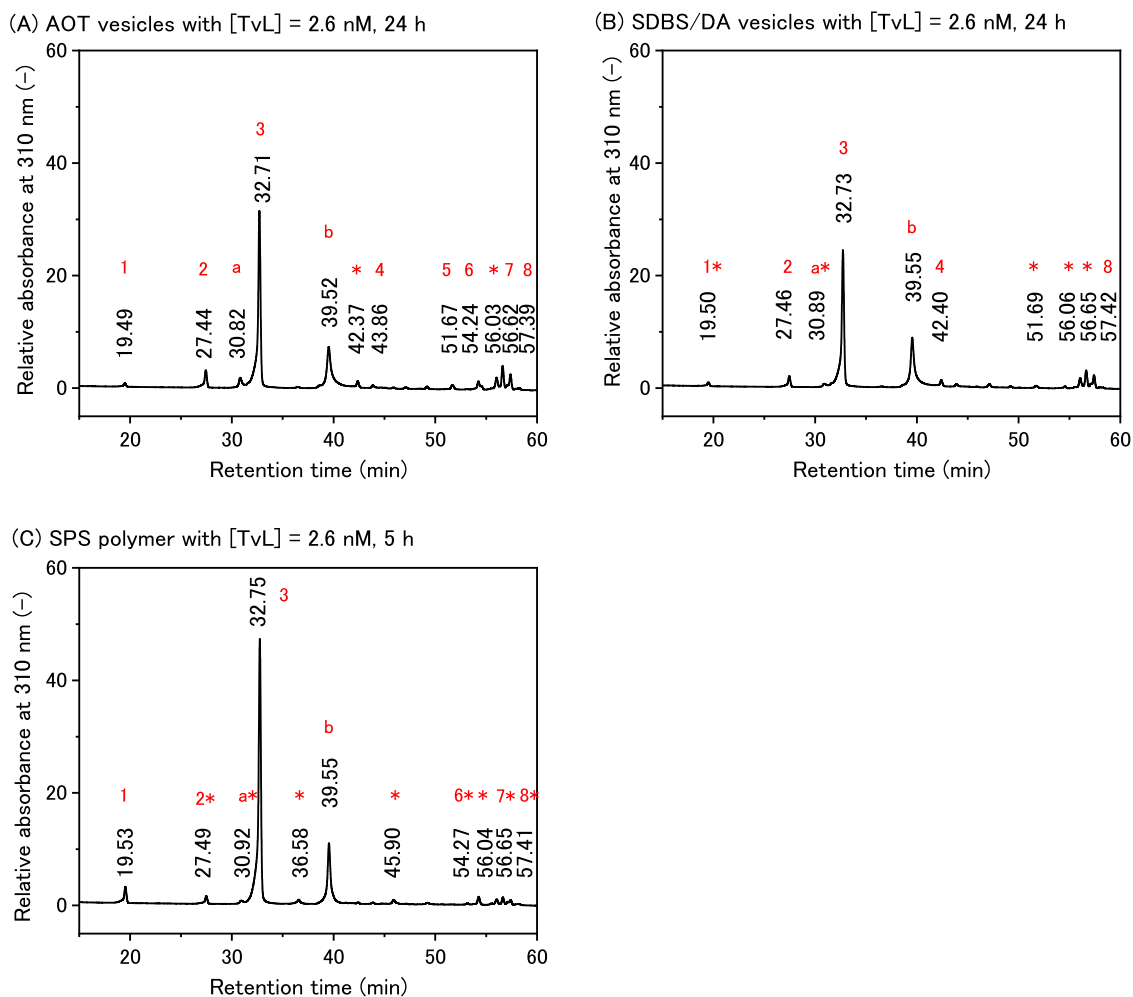 (A) AOT vesicles with [TvL] = 2.6 nM, 24 h
Relative absorbance at 310 nm (-)
60
40
20
0
1 2 a 3 b * 4 5 6 * 7 8
19.49 27.44 30.82 32.71 39.52 42.37 43.86 51.67 54.24 56.03 56.62 57.39
20 30 40 50 60
Retention time (min)
(B) SDBS/DA vesicles with [TvL] = 2.6 nM, 24 h
Relative absorbance at 310 nm (-)
60
40
20
0
1* 2 a* 3 b 4 * * * 8
19.50 27.46 30.89 32.73 39.55 42.40 51.69 56.06 56.65 57.42
20 30 40 50 60
Retention time (min)
(C) SPS polymer with [TvL] = 2.6 nM, 5 h
Relative absorbance at 310 nm (-)
60
40
20
0
1 2* a* 3 * b * 6* * 7* 8*
19.53 27.49 30.92 32.75 36.58 39.55 45.90 54.27 56.04 56.65 57.41
20 30 40 50 60
Retention time (min)